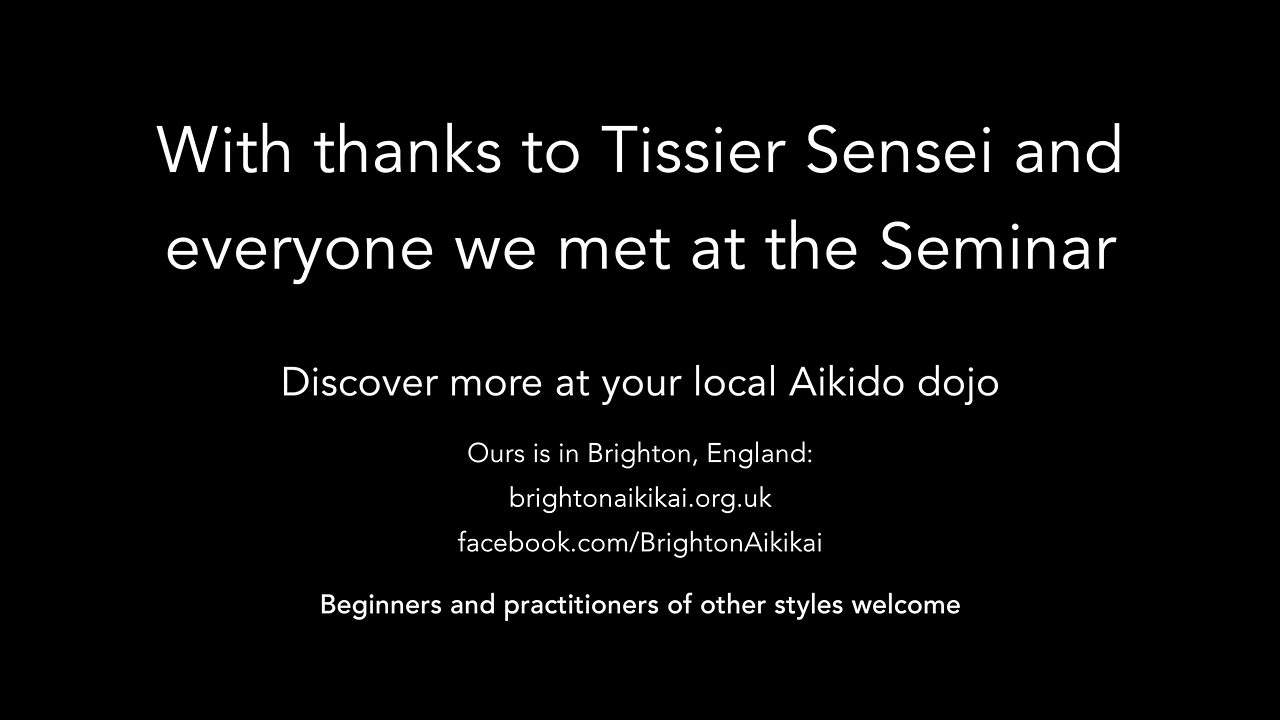 With thanks to Tissier Sensei and
everyone we met at the Seminar
Discover more at your local Aikido dojo
Ours is in Brighton, England:
brightonaikikai.org.uk
facebook.com/BrightonAikikai
Beginners and practitioners of other styles welcome